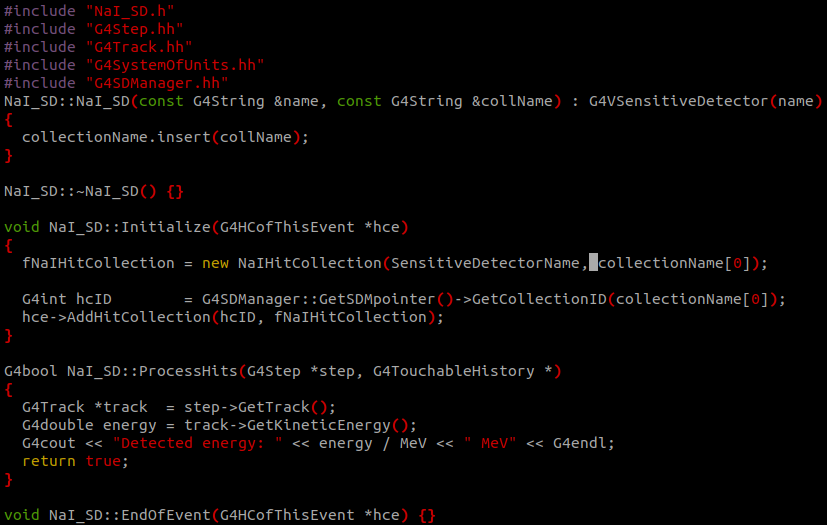 #include "NaI_SD.h"
#include "G4Step.hh"
#include "G4Track.hh"
#include "G4SystemOfUnits.hh"
#include "G4SDManager.hh"
NaI_SD::NaI_SD(const G4String &name, const G4String &collName) : G4VSensitiveDetector(name)
{
  collectionName.insert(collName);
}

NaI_SD::~NaI_SD() {}

void NaI_SD::Initialize(G4HCofThisEvent *hce)
{
  fNaIHitCollection = new NaIHitCollection(SensitiveDetectorName, collectionName[0]);

  G4int hcID        = G4SDManager::GetSDMpointer()->GetCollectionID(collectionName[0]);
  hce->AddHitCollection(hcID, fNaIHitCollection);
}

G4bool NaI_SD::ProcessHits(G4Step *step, G4TouchableHistory *)
{
  G4Track *track  = step->GetTrack();
  G4double energy = track->GetKineticEnergy();
  G4cout << "Detected energy: " << energy / MeV << " MeV" << G4endl;
  return true;
}

void NaI_SD::EndOfEvent(G4HCofThisEvent *hce) {}